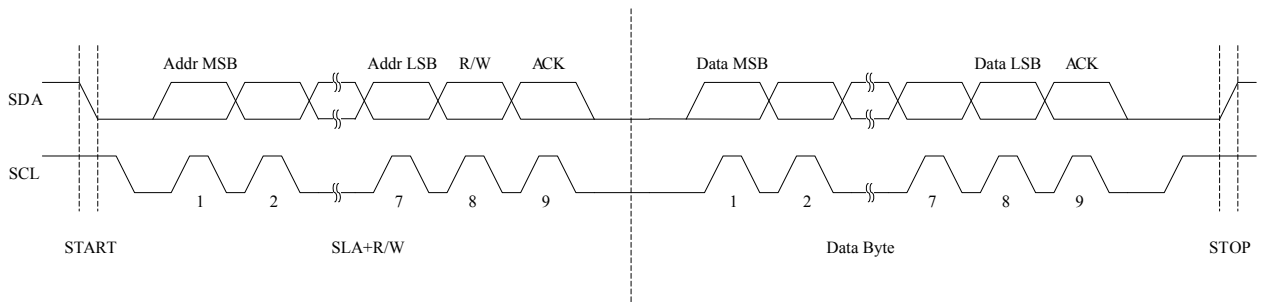 Addr MSB Addr LSB R/W ACK Data MSB Data LSB ACK
SDA
SCL
1 2 7 8 9 1 2 7 8 9
START SLA+R/W Data Byte STOP